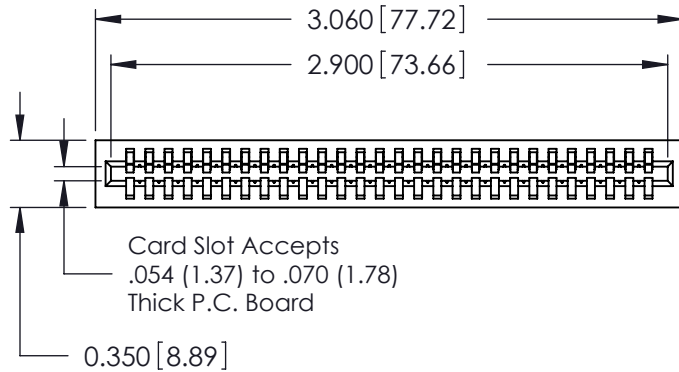 3.060 [77.72]
2.900 [73.66]
Card Slot Accepts
.054 (1.37) to .070 (1.78)
Thick P.C. Board
0.350 [8.89]